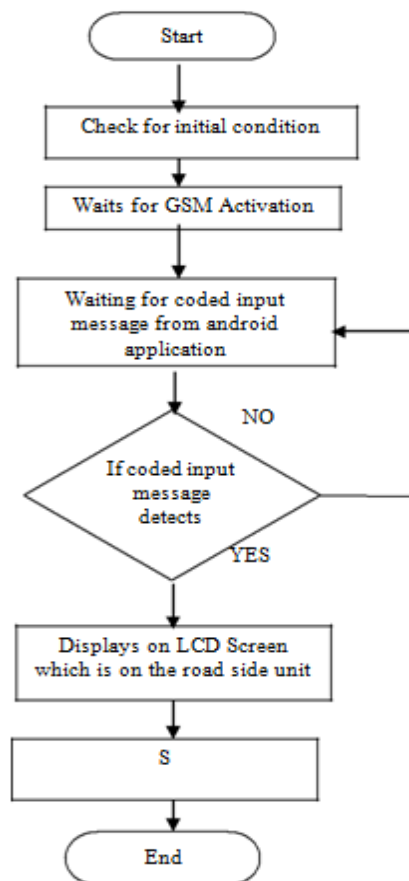 Start
Check for initial condition
Waits for GSM Activation
Waiting for coded input
message from android
application
NO
If coded input
message
detects
YES
Displays on LCD Screen
which is on the road side unit
S
End